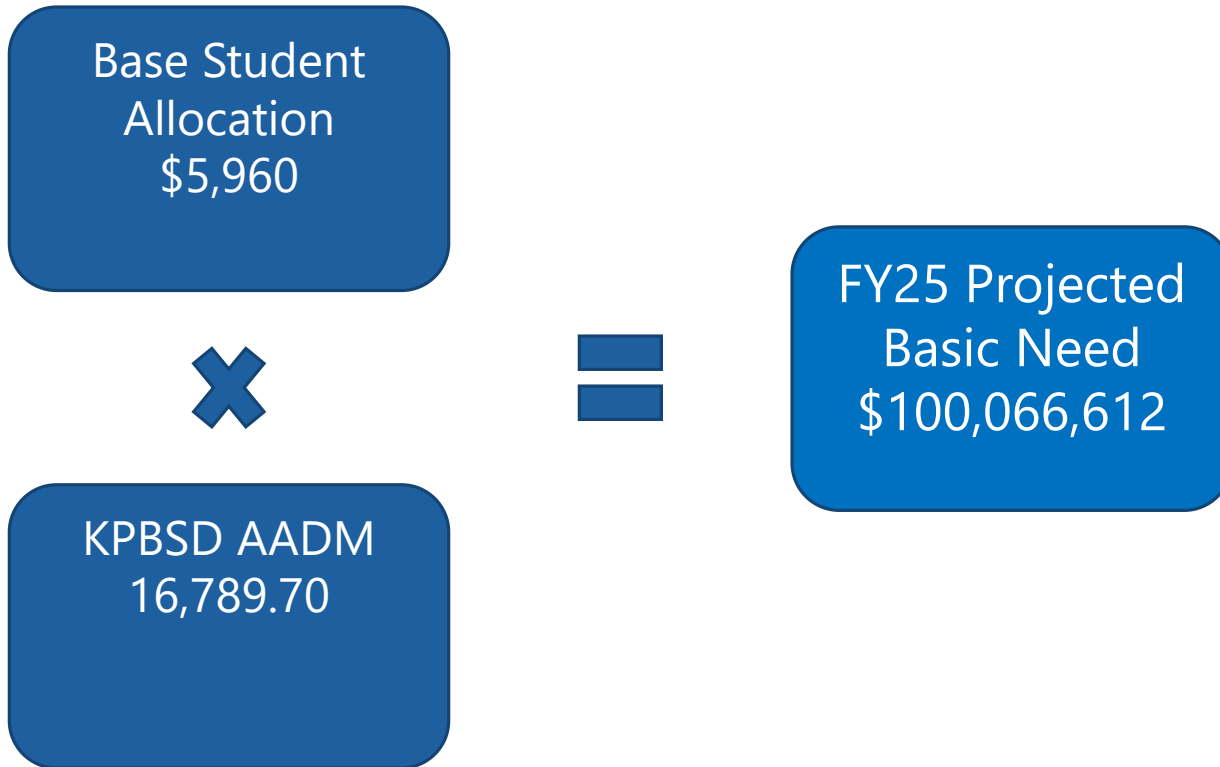 Base Student
Allocation
$5,960
KPBSD AADM
16,789.70
FY25 Projected
Basic Need
$100,066,612